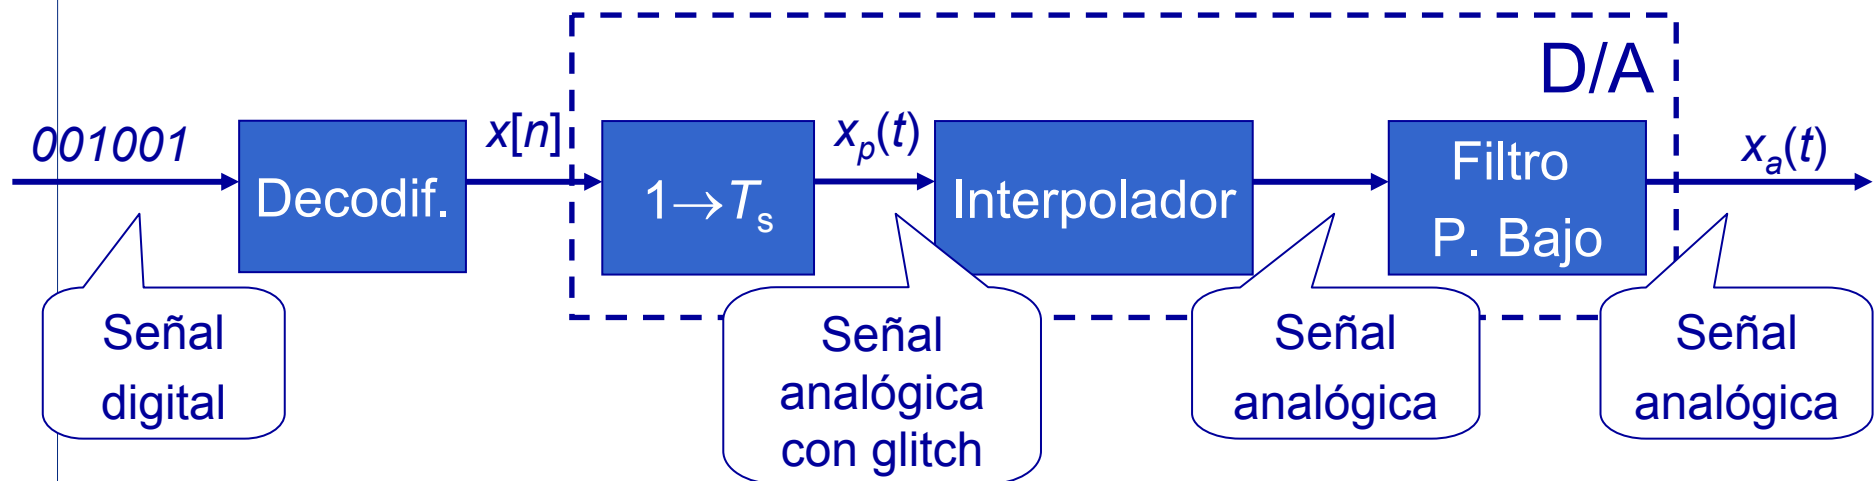 D/A
001001
Decodif.
x[n]
1→Ts
xp(t)
Interpolador
Filtro
P. Bajo
xa(t)
Señal
digital
Señal
analógica
con glitch
Señal
analógica
Señal
analógica